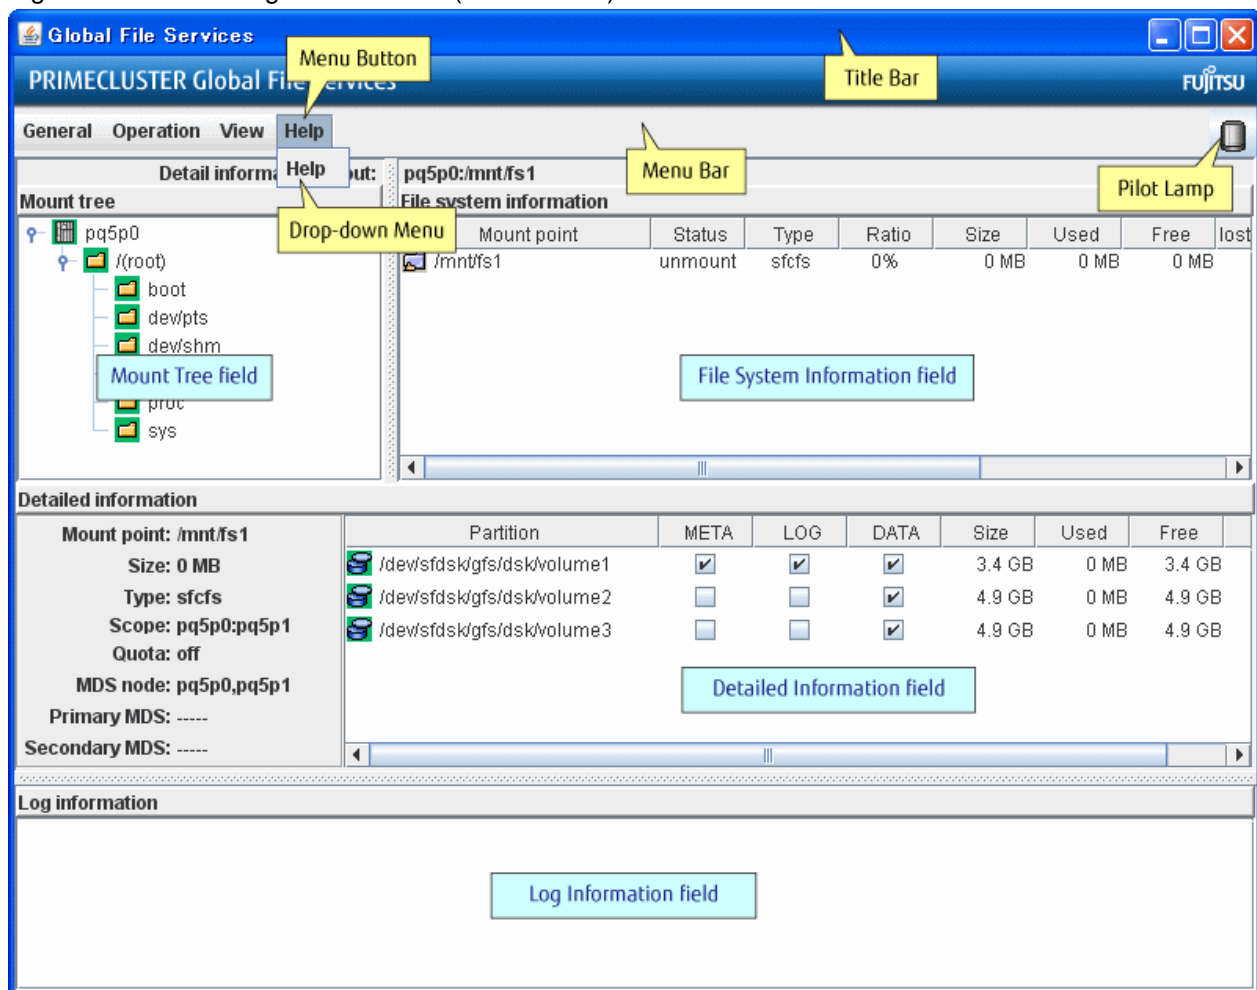 Global File Services
Menu Button
Title Bar
PRIMECLUSTER Global File Services
FUJITSU
General Operation View Help
Help
Menu Bar
Pilot Lamp
Drop-down Menu
pq5p0:/mnt/fs1
Mount tree
File system information
Mount point Status Type Ratio Size Used Free lost
/mnt/fs1 unmount sfcfs 0% 0 MB 0 MB 0 MB
pq5p0
/(root)
boot
dev/pts
dev/shm
proc
sys
Mount Tree field
File System Information field
Detailed information
Mount point: /mnt/fs1
Size: 0 MB
Type: sfcfs
Scope: pq5p0:pq5p1
Quota: off
MDS node: pq5p0,pq5p1
Primary MDS: -----
Secondary MDS: -----
Partition META LOG DATA Size Used Free
/dev/sfdsk/gfs/dsk/volume1 3.4 GB 0 MB 3.4 GB
/dev/sfdsk/gfs/dsk/volume2 4.9 GB 0 MB 4.9 GB
/dev/sfdsk/gfs/dsk/volume3 4.9 GB 0 MB 4.9 GB
Detailed Information field
Log information
Log Information field